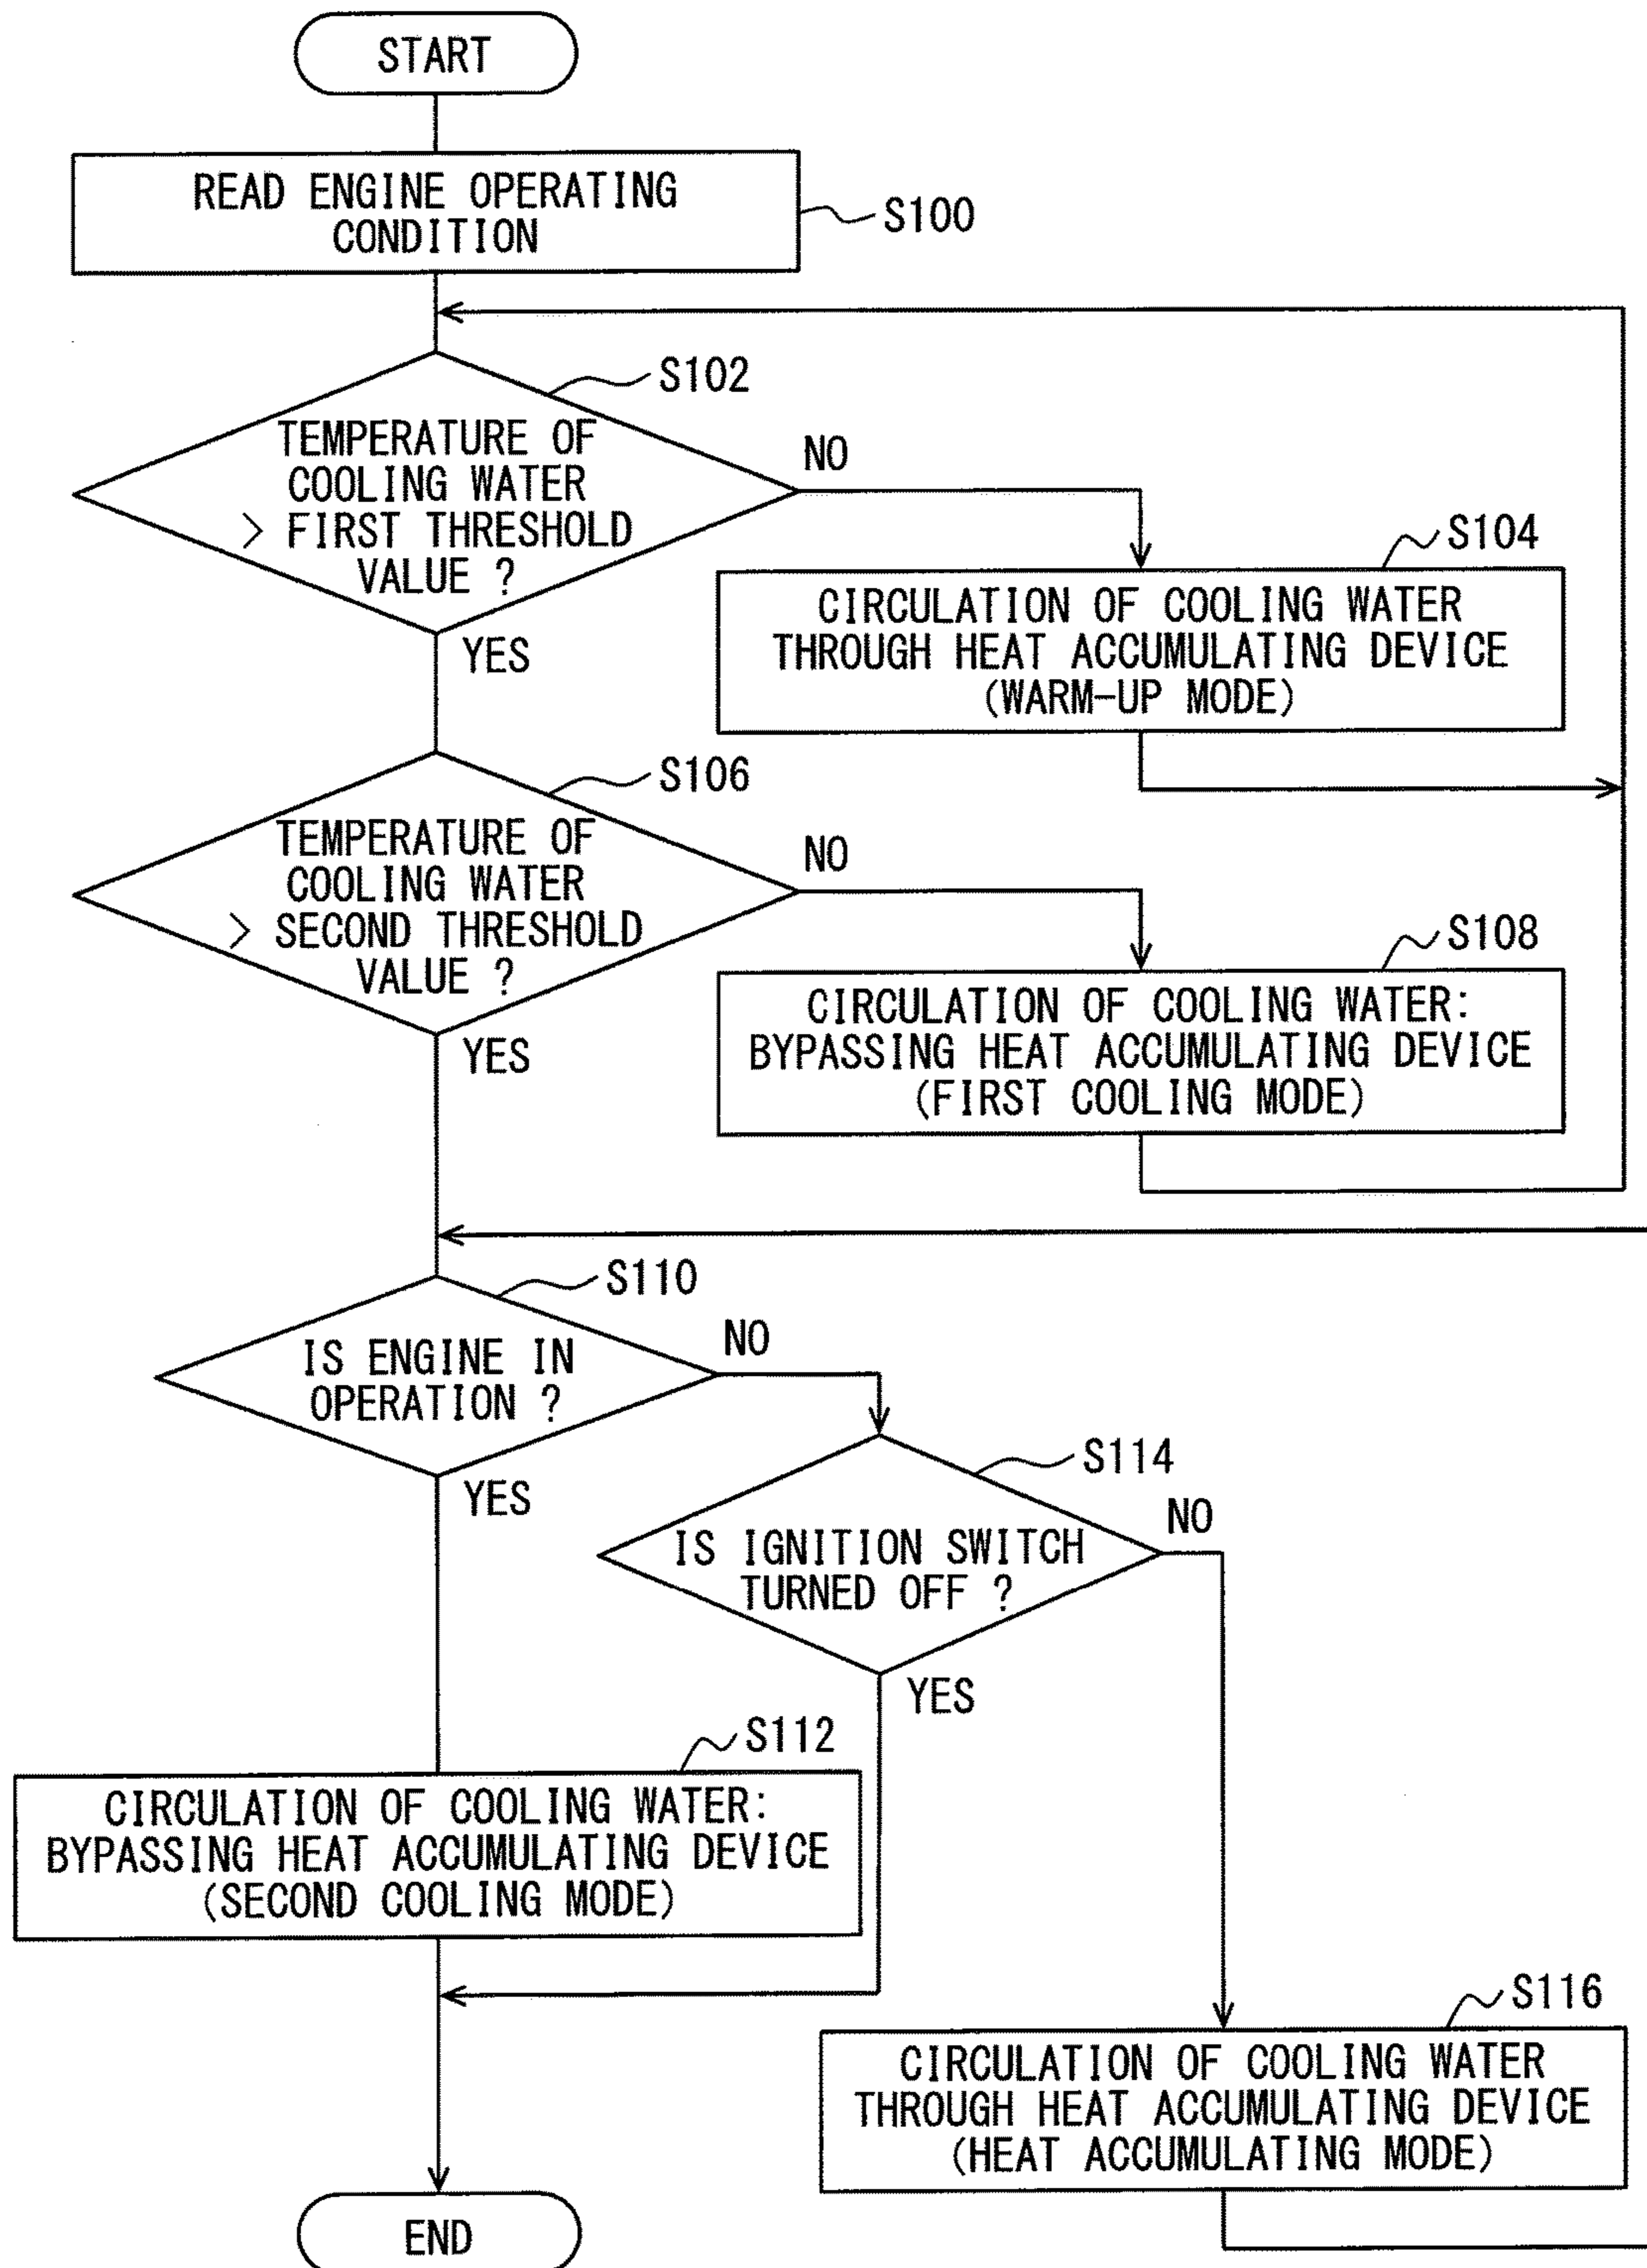 START
READ ENGINE OPERATING
CONDITION
S100
S102
TEMPERATURE OF
COOLING WATER
> FIRST THRESHOLD
VALUE ?
NO
YES
S104
CIRCULATION OF COOLING WATER
THROUGH HEAT ACCUMULATING DEVICE
(WARM-UP MODE)
S106
TEMPERATURE OF
COOLING WATER
> SECOND THRESHOLD
VALUE ?
NO
YES
S108
CIRCULATION OF COOLING WATER:
BYPASSING HEAT ACCUMULATING DEVICE
(FIRST COOLING MODE)
S110
IS ENGINE IN
OPERATION ?
NO
YES
S114
IS IGNITION SWITCH
TURNED OFF ?
NO
YES
S112
CIRCULATION OF COOLING WATER:
BYPASSING HEAT ACCUMULATING DEVICE
(SECOND COOLING MODE)
S116
CIRCULATION OF COOLING WATER
THROUGH HEAT ACCUMULATING DEVICE
(HEAT ACCUMULATING MODE)
END